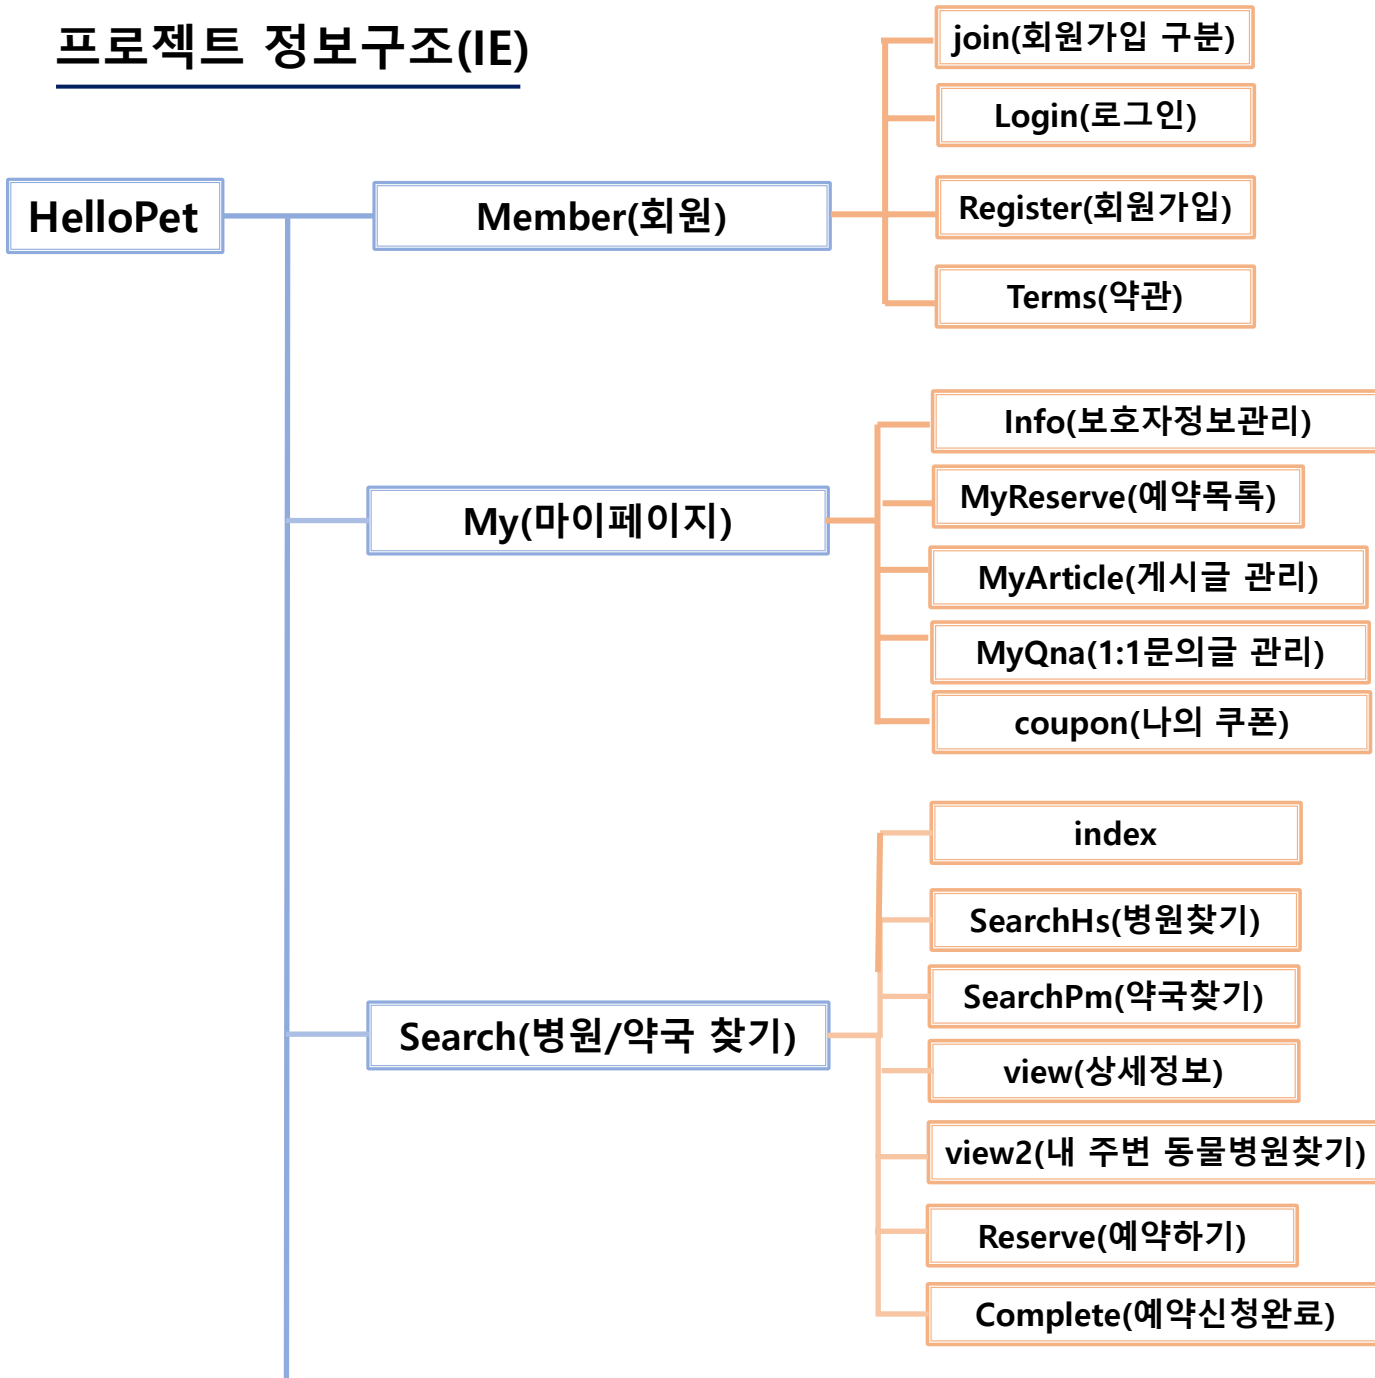 프로젝트 정보구조(IE)
HelloPet
Member(회원)
join(회원가입 구분)
Login(로그인)
Register(회원가입)
Terms(약관)
My(마이페이지)
Info(보호자정보관리)
MyReserve(예약목록)
MyArticle(게시글 관리)
MyQna(1:1문의글 관리)
coupon(나의 쿠폰)
Search(병원/약국 찾기)
index
SearchHs(병원찾기)
SearchPm(약국찾기)
view(상세정보)
view2(내 주변 동물병원찾기)
Reserve(예약하기)
Complete(예약신청완료)